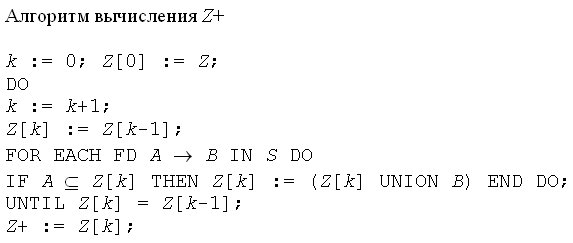 Алгоритм вычисления Z+
k := 0; Z[0] := Z;
DO
k := k+1;
Z[k] := Z[k-1];
FOR EACH FD A → B IN S DO
IF A ⊆ Z[k] THEN Z[k] := (Z[k] UNION B) END DO;
UNTIL Z[k] = Z[k-1];
Z+ := Z[k];